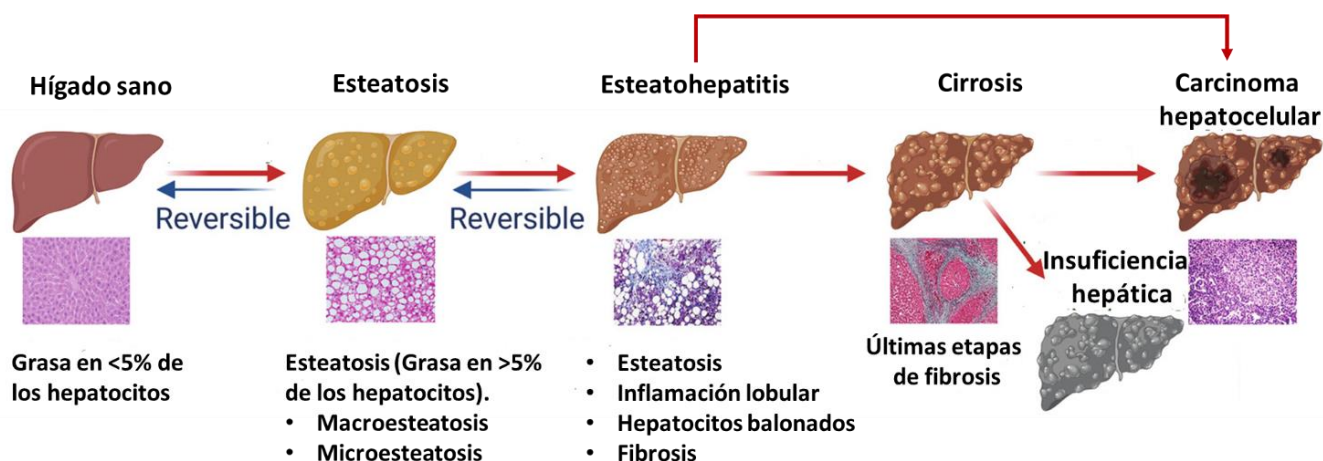 Hígado sano
Esteatosis
Esteatohepatitis
Cirrosis
Carcinoma
hepatocelular
Reversible
Reversible
Insuficiencia
hepática
Grasa en <5% de
los hepatocitos
Esteatosis (Grasa en >5%
de los hepatocitos).
• Macroesteatosis
• Microesteatosis
• Esteatosis
• Inflamación lobular
• Hepatocitos balonados
• Fibrosis
Últimas etapas
de fibrosis